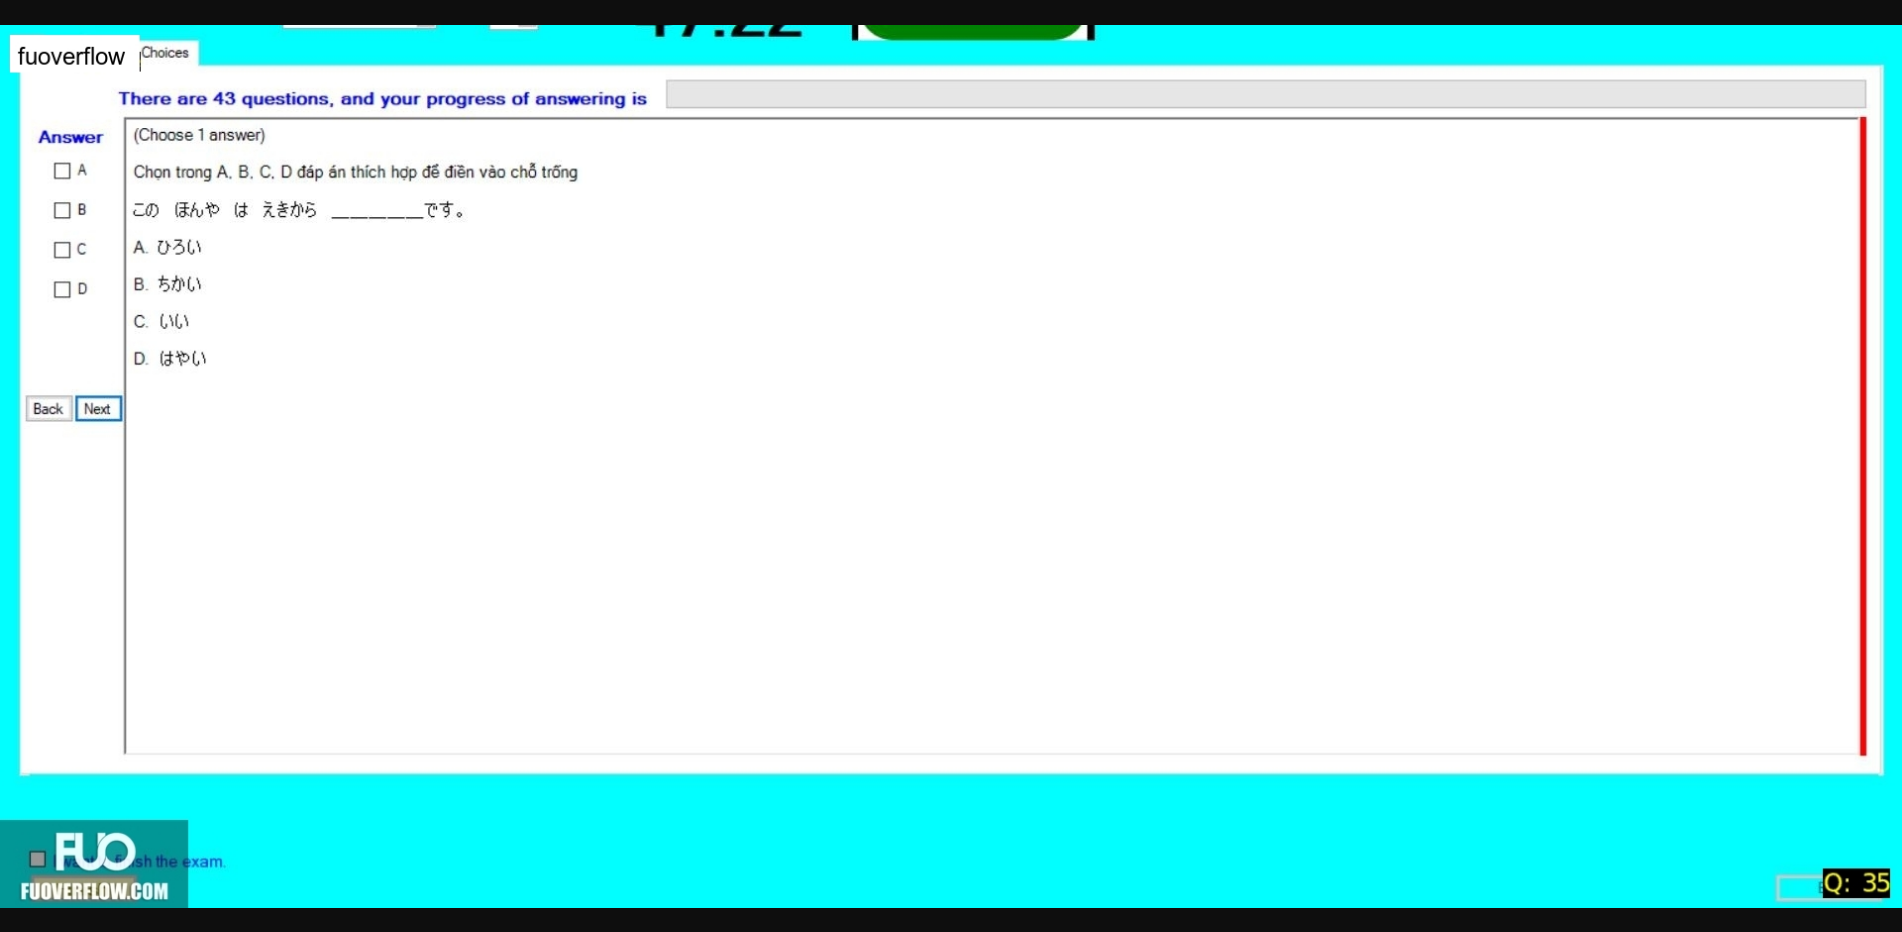 fuoverflow
Choices
There are 43 questions, and your progress of answering is
Answer
(Choose 1 answer)
A
Chọn trong A, B, C, D đáp án thích hợp để điền vào chỗ trống
B
この ほんや は えきから __________です。
C
A. ひろい
D
B. ちかい
C. いい
D. はやい
Back Next
FUO
sh the exam.
FUOVERFLOW.COM
Q: 35